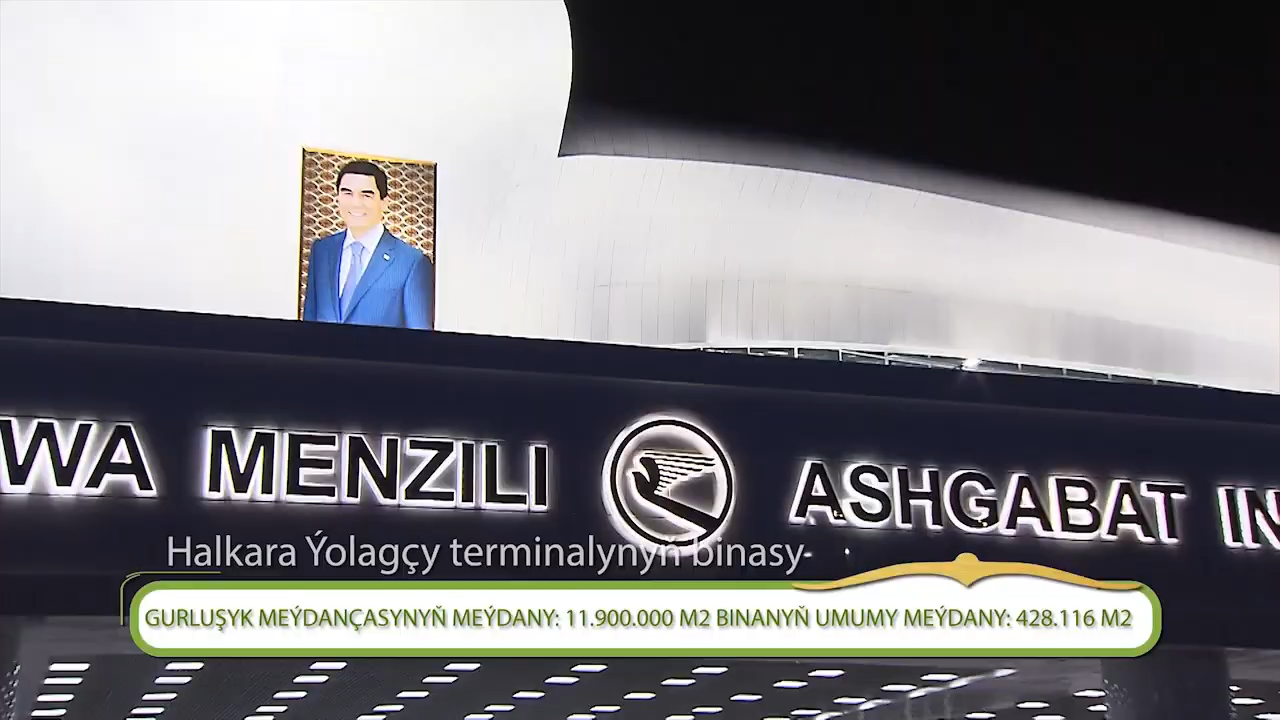 WA MENZILI ASHGABAT IN
Halkara Ýolagçy terminalynyň binasy-
GURLUŞYK MEÝDANÇASYNYŇ MEÝDANY: 11.900.000 M2 BINANYŇ UMUMY MEÝDANY: 428.116 M2